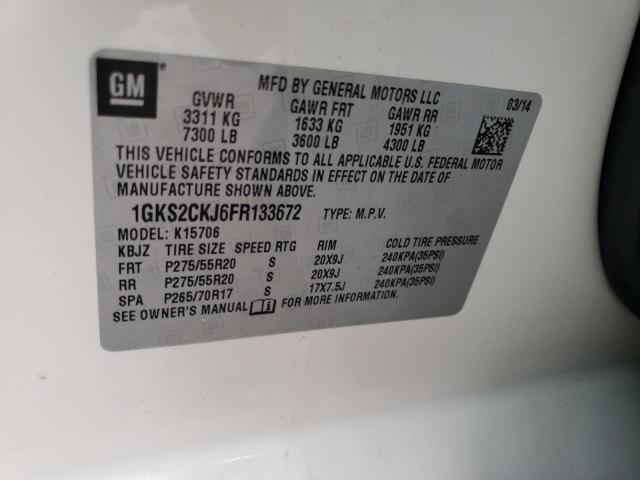 GM ®
MFD BY GENERAL MOTORS LLC 03/14
GVWR GAWR FRT GAWR RR
3311 KG 1633 KG 1951 KG
7300 LB 3600 LB 4300 LB
THIS VEHICLE CONFORMS TO ALL APPLICABLE U.S. FEDERAL MOTOR
VEHICLE SAFETY STANDARDS IN EFFECT ON THE DATE OF
MANUFACTURE SHOWN ABOVE.
1GKS2CKJ6FR133672 TYPE: M.P.V.
MODEL: K15706
KBJZ TIRE SIZE SPEED RTG RIM COLD TIRE PRESSURE
FRT P275/55R20 S 20X9J 240KPA(35PSI)
RR P275/55R20 S 20X9J 240KPA(35PSI)
SPA P265/70R17 S 17X7.5J 240KPA(35PSI)
SEE OWNER'S MANUAL FOR MORE INFORMATION.